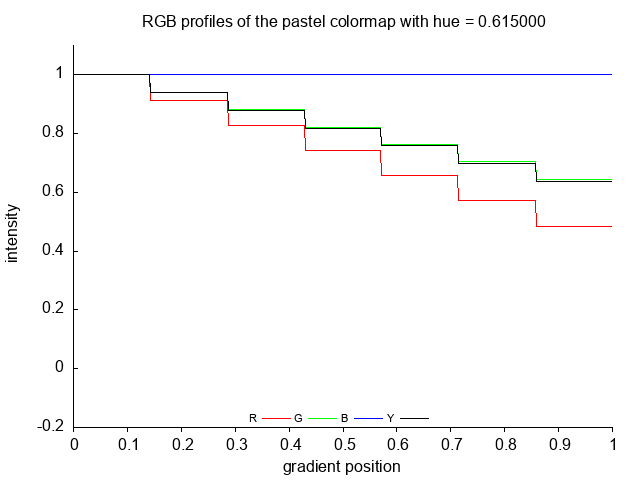 RGB profiles of the pastel colormap with hue = 0.615000
1
0.8
0.6
0.4
0.2
0
-0.2
intensity
R G B Y
0 0.1 0.2 0.3 0.4 0.5 0.6 0.7 0.8 0.9 1
gradient position